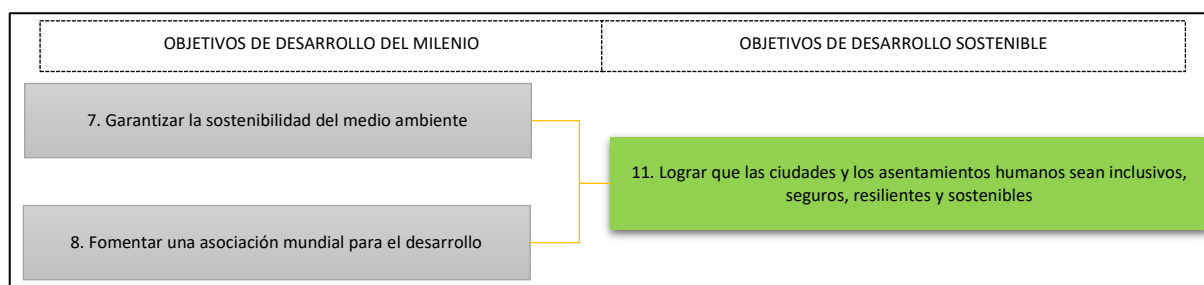 OBJETIVOS DE DESARROLLO DEL MILENIO
OBJETIVOS DE DESARROLLO SOSTENIBLE
7. Garantizar la sostenibilidad del medio ambiente
11. Lograr que las ciudades y los asentamientos humanos sean inclusivos,
seguros, resilientes y sostenibles
8. Fomentar una asociación mundial para el desarrollo